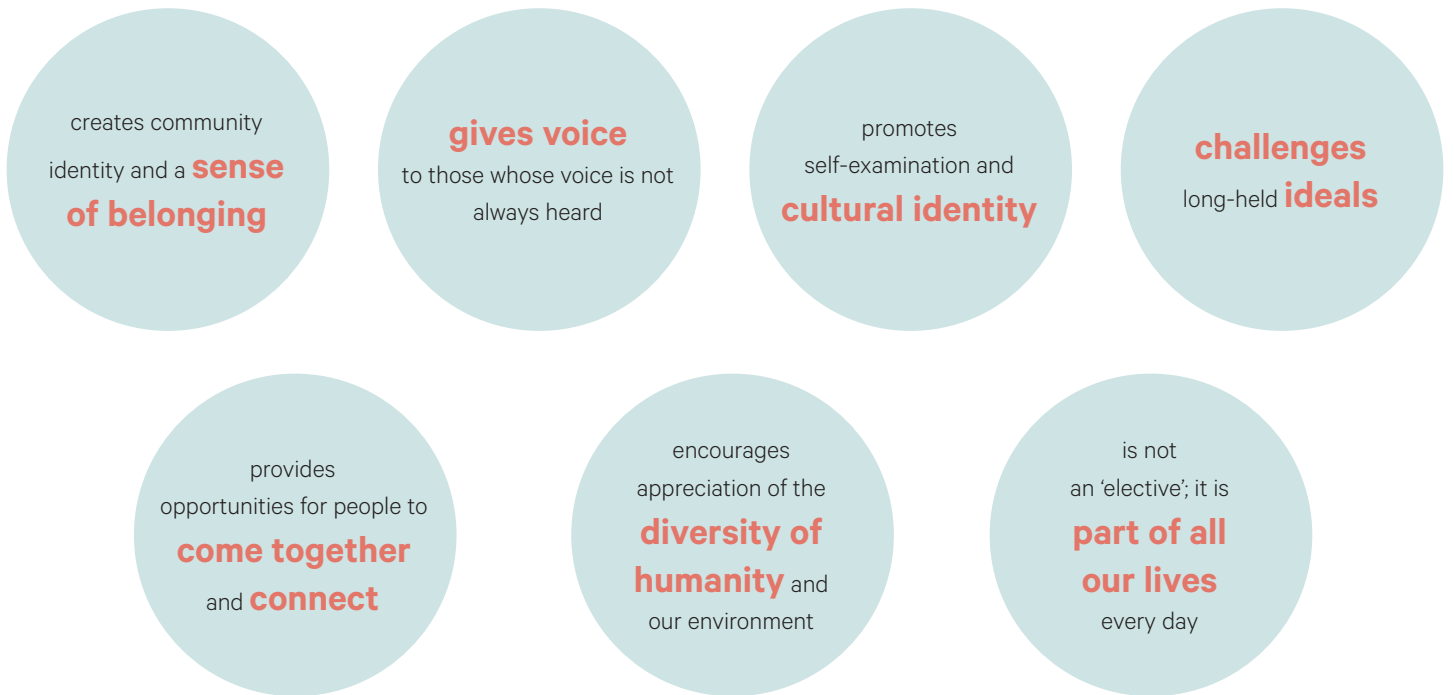 creates community
identity and a sense
of belonging
gives voice
to those whose voice is not
always heard
promotes
self-examination and
cultural identity
challenges
long-held ideals
provides
opportunities for people to
come together
and connect
encourages
appreciation of the
diversity of
humanity and
our environment
is not
an ‘elective’; it is
part of all
our lives
every day